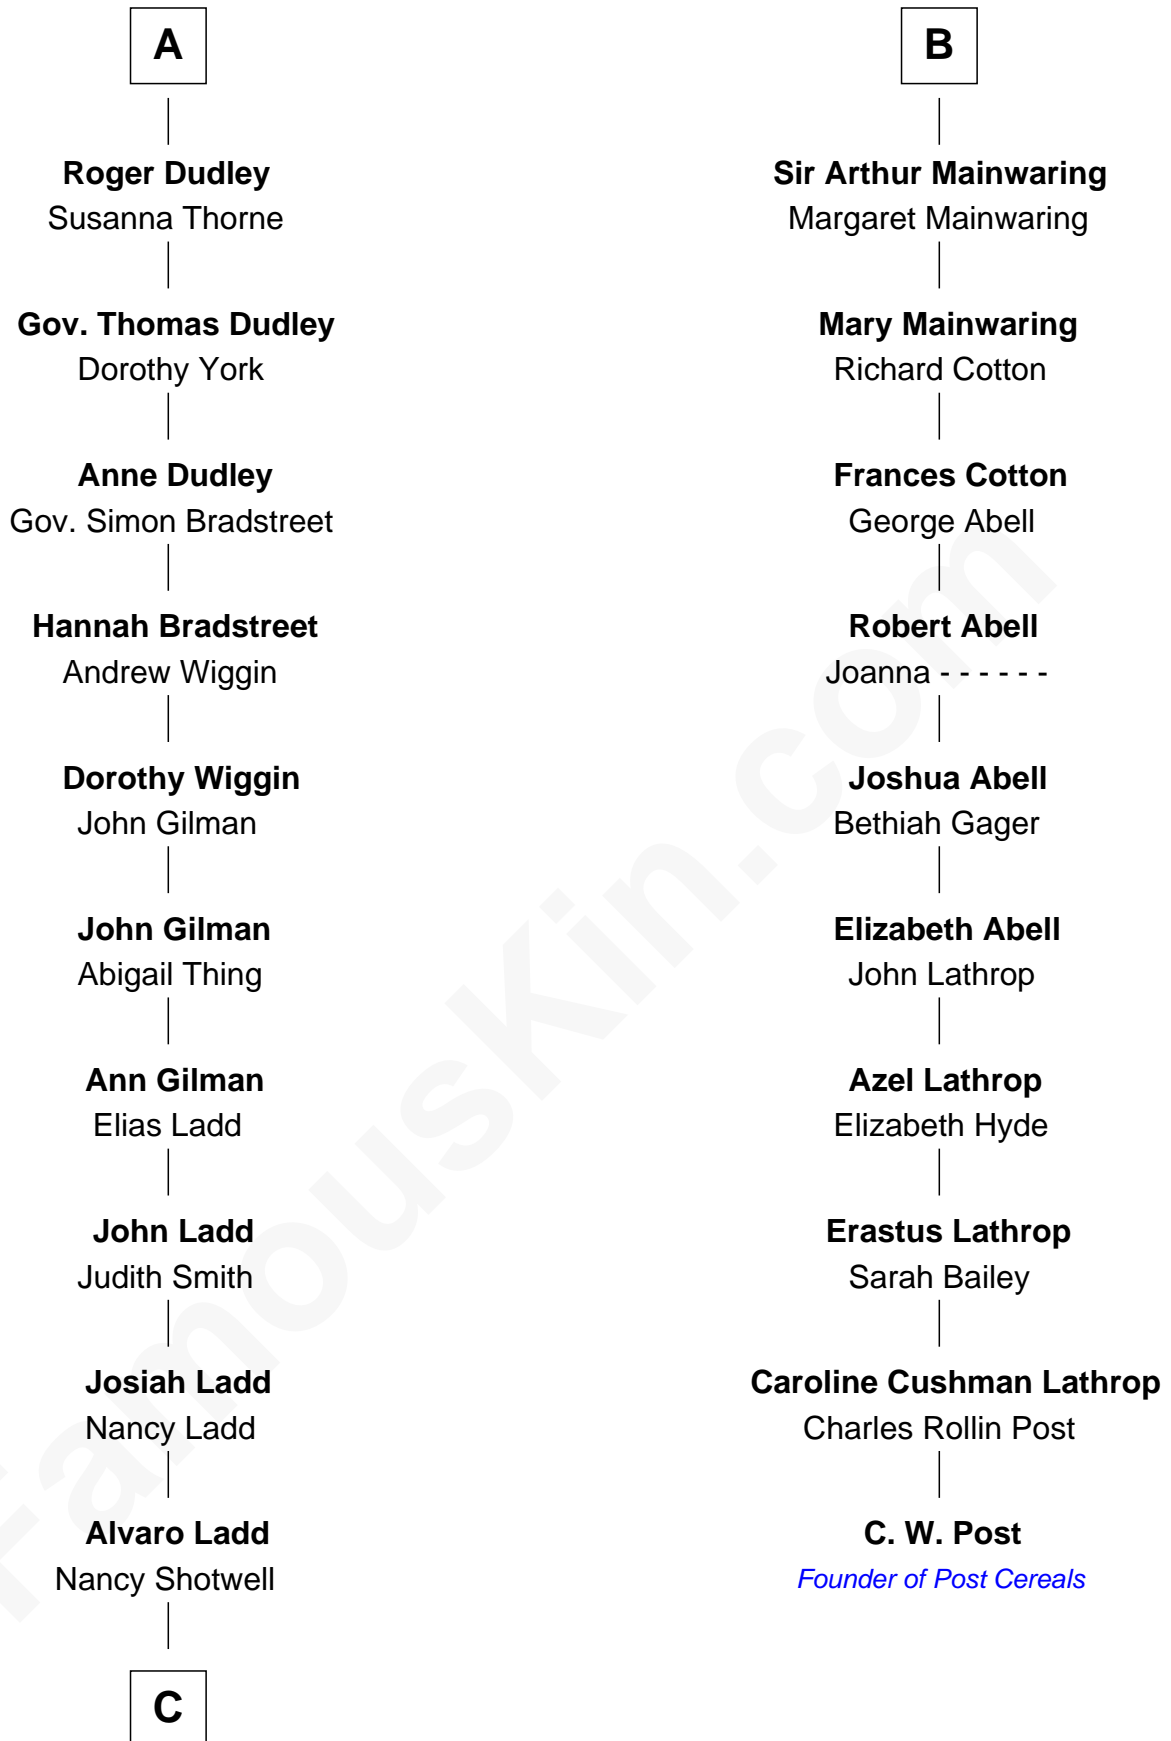 A
Roger Dudley
Susanna Thorne
Gov. Thomas Dudley
Dorothy York
Anne Dudley
Gov. Simon Bradstreet
Hannah Bradstreet
Andrew Wiggin
Dorothy Wiggin
John Gilman
John Gilman
Abigail Thing
Ann Gilman
Elias Ladd
John Ladd
Judith Smith
Josiah Ladd
Nancy Ladd
Alvaro Ladd
Nancy Shotwell
C
B
Sir Arthur Mainwaring
Margaret Mainwaring
Mary Mainwaring
Richard Cotton
Frances Cotton
George Abell
Robert Abell
Joanna - - - - - -
Joshua Abell
Bethiah Gager
Elizabeth Abell
John Lathrop
Azel Lathrop
Elizabeth Hyde
Erastus Lathrop
Sarah Bailey
Caroline Cushman Lathrop
Charles Rollin Post
C. W. Post
Founder of Post Cereals
FamousKin.com